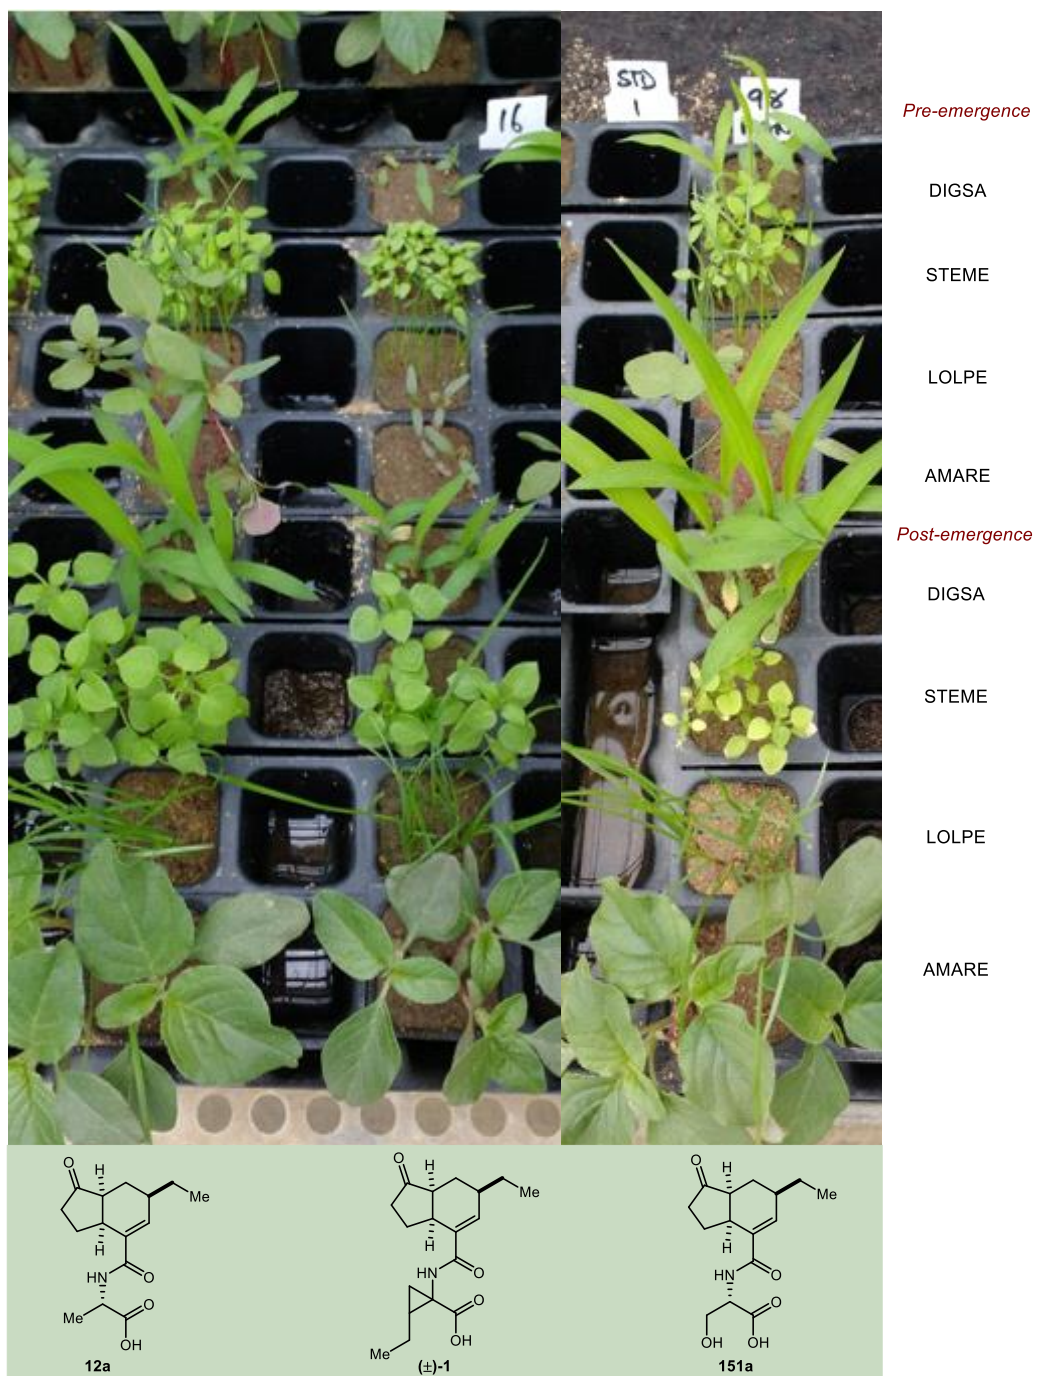 16
STD
1
98
Pre-emergence
DIGSA
STEME
LOLPE
AMARE
Post-emergence
DIGSA
STEME
LOLPE
AMARE
O
H
Me
H
HN
O
Me
O
OH
12a
O
H
Me
H
HN
O
O
OH
Me
(±)-1
O
H
Me
H
HN
O
O
OH
OH
151a